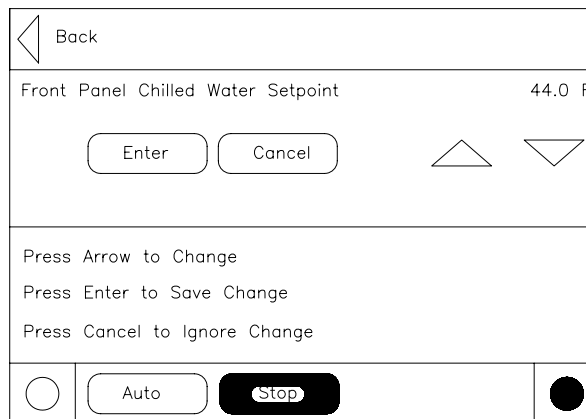 Back
Front Panel Chilled Water Setpoint 44.0 F
Enter Cancel
Press Arrow to Change
Press Enter to Save Change
Press Cancel to Ignore Change
Auto Stop